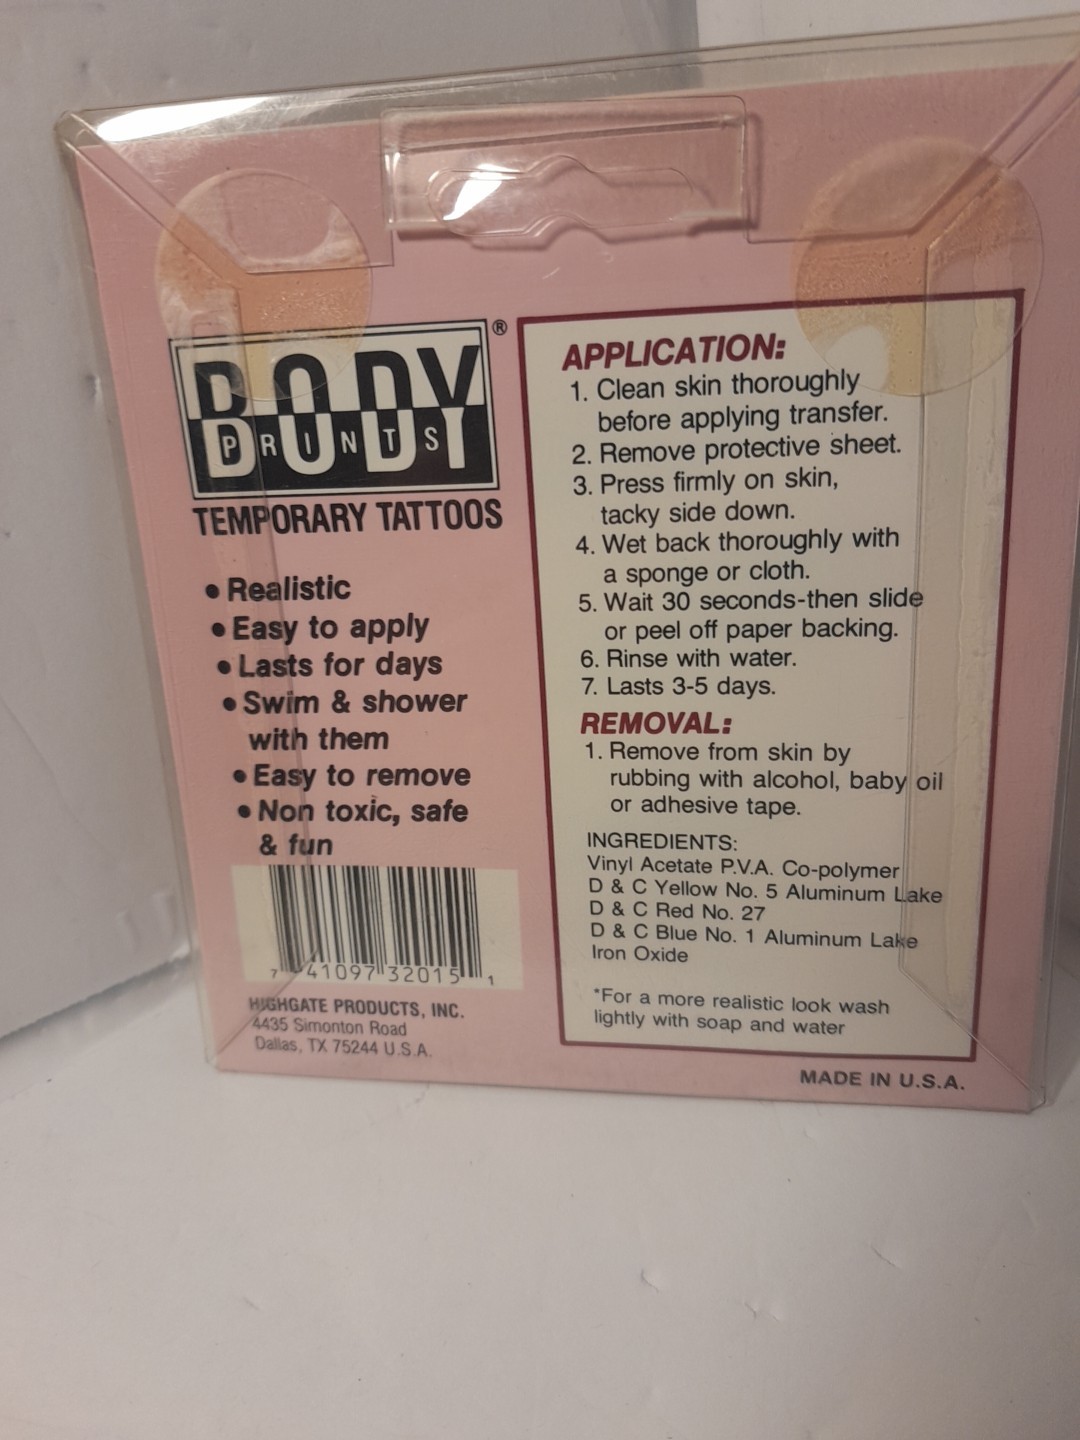 BODY
PRINTS
®
TEMPORARY TATTOOS
• Realistic
• Easy to apply
• Lasts for days
• Swim & shower
with them
• Easy to remove
• Non toxic, safe
& fun
7 41097 32015 1
HIGHGATE PRODUCTS, INC.
4435 Simonton Road
Dallas, TX 75244 U.S.A.
APPLICATION:
1. Clean skin thoroughly
before applying transfer.
2. Remove protective sheet.
3. Press firmly on skin,
tacky side down.
4. Wet back thoroughly with
a sponge or cloth.
5. Wait 30 seconds-then slide
or peel off paper backing.
6. Rinse with water.
7. Lasts 3-5 days.
REMOVAL:
1. Remove from skin by
rubbing with alcohol, baby oil
or adhesive tape.
INGREDIENTS:
Vinyl Acetate P.V.A. Co-polymer
D & C Yellow No. 5 Aluminum Lake
D & C Red No. 27
D & C Blue No. 1 Aluminum Lake
Iron Oxide
*For a more realistic look wash
lightly with soap and water
MADE IN U.S.A.